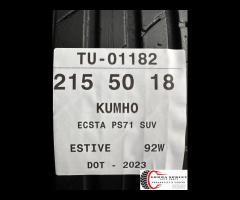 TU-01182
215 50 18
KUMHO
ECSTA PS71 SUV
ESTIVE 92W
DOT - 2023